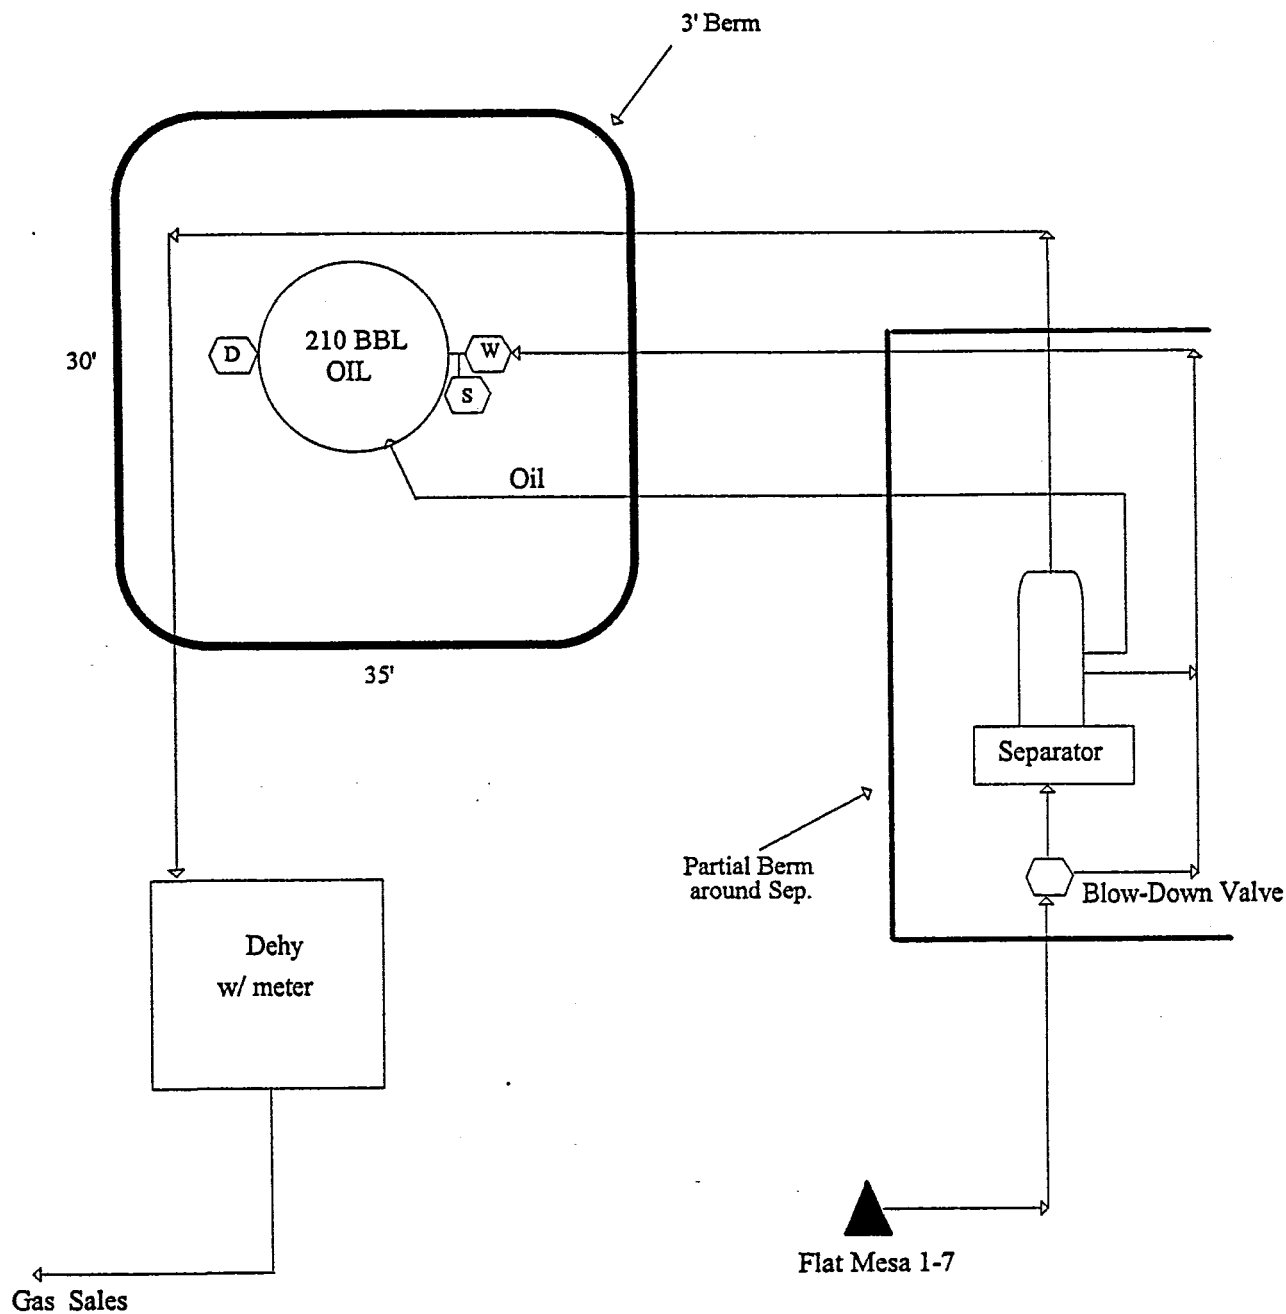 3' Berm
30'
D
210 BBL
OIL
W
S
Oil
35'
Separator
Partial Berm
around Sep.
Blow-Down Valve
Dehy
w/ meter
Flat Mesa 1-7
Gas Sales